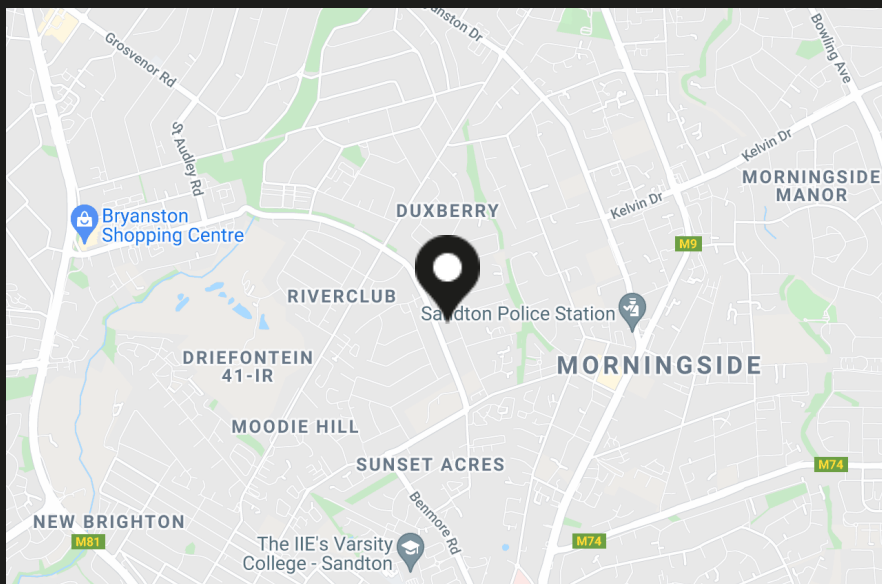 Grosvenor Rd
Bowling Ave
St Audley Rd
Kelvin Dr
MORNINGSIDE
MANOR
Kelvin Dr
DUXBERRY
Bryanston
Shopping Centre
M9
RIVERCLUB
Sandton Police Station
DRIEFONTEIN
41-IR
MORNINGSIDE
MOODIE HILL
SUNSET ACRES
M74
Benmore Rd
NEW BRIGHTON
M81
M74
The IIE's Varsity
College - Sandton